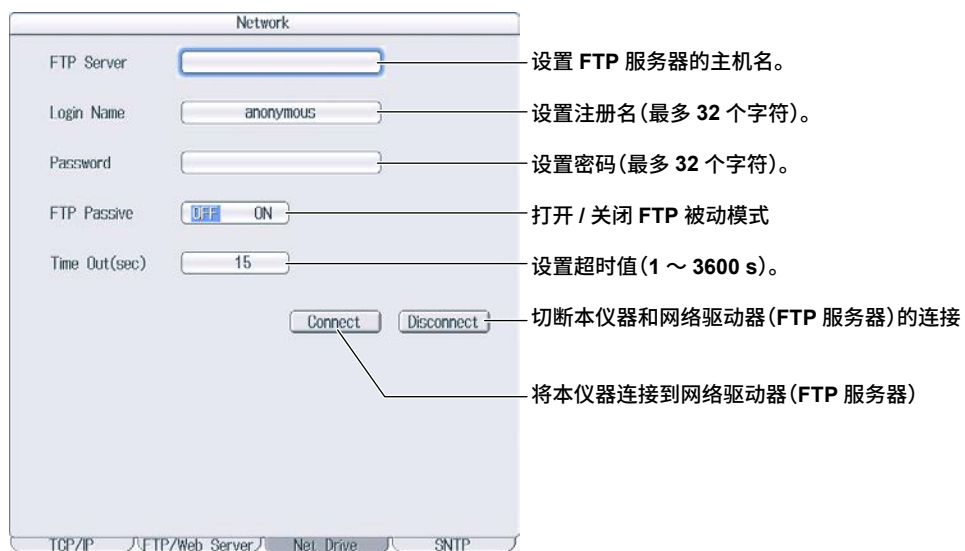 Network
FTP Server
设置 FTP 服务器的主机名。
Login Name anonymous
设置注册名(最多 32 个字符)。
Password
设置密码(最多 32 个字符)。
FTP Passive OFF ON
打开 / 关闭 FTP 被动模式
Time Out(sec) 15
设置超时值(1 ～ 3600 s)。
Connect Disconnect
切断本仪器和网络驱动器(FTP 服务器)的连接
将本仪器连接到网络驱动器(FTP 服务器)
TCP/IP FTP/Web Server Net Drive SNTP